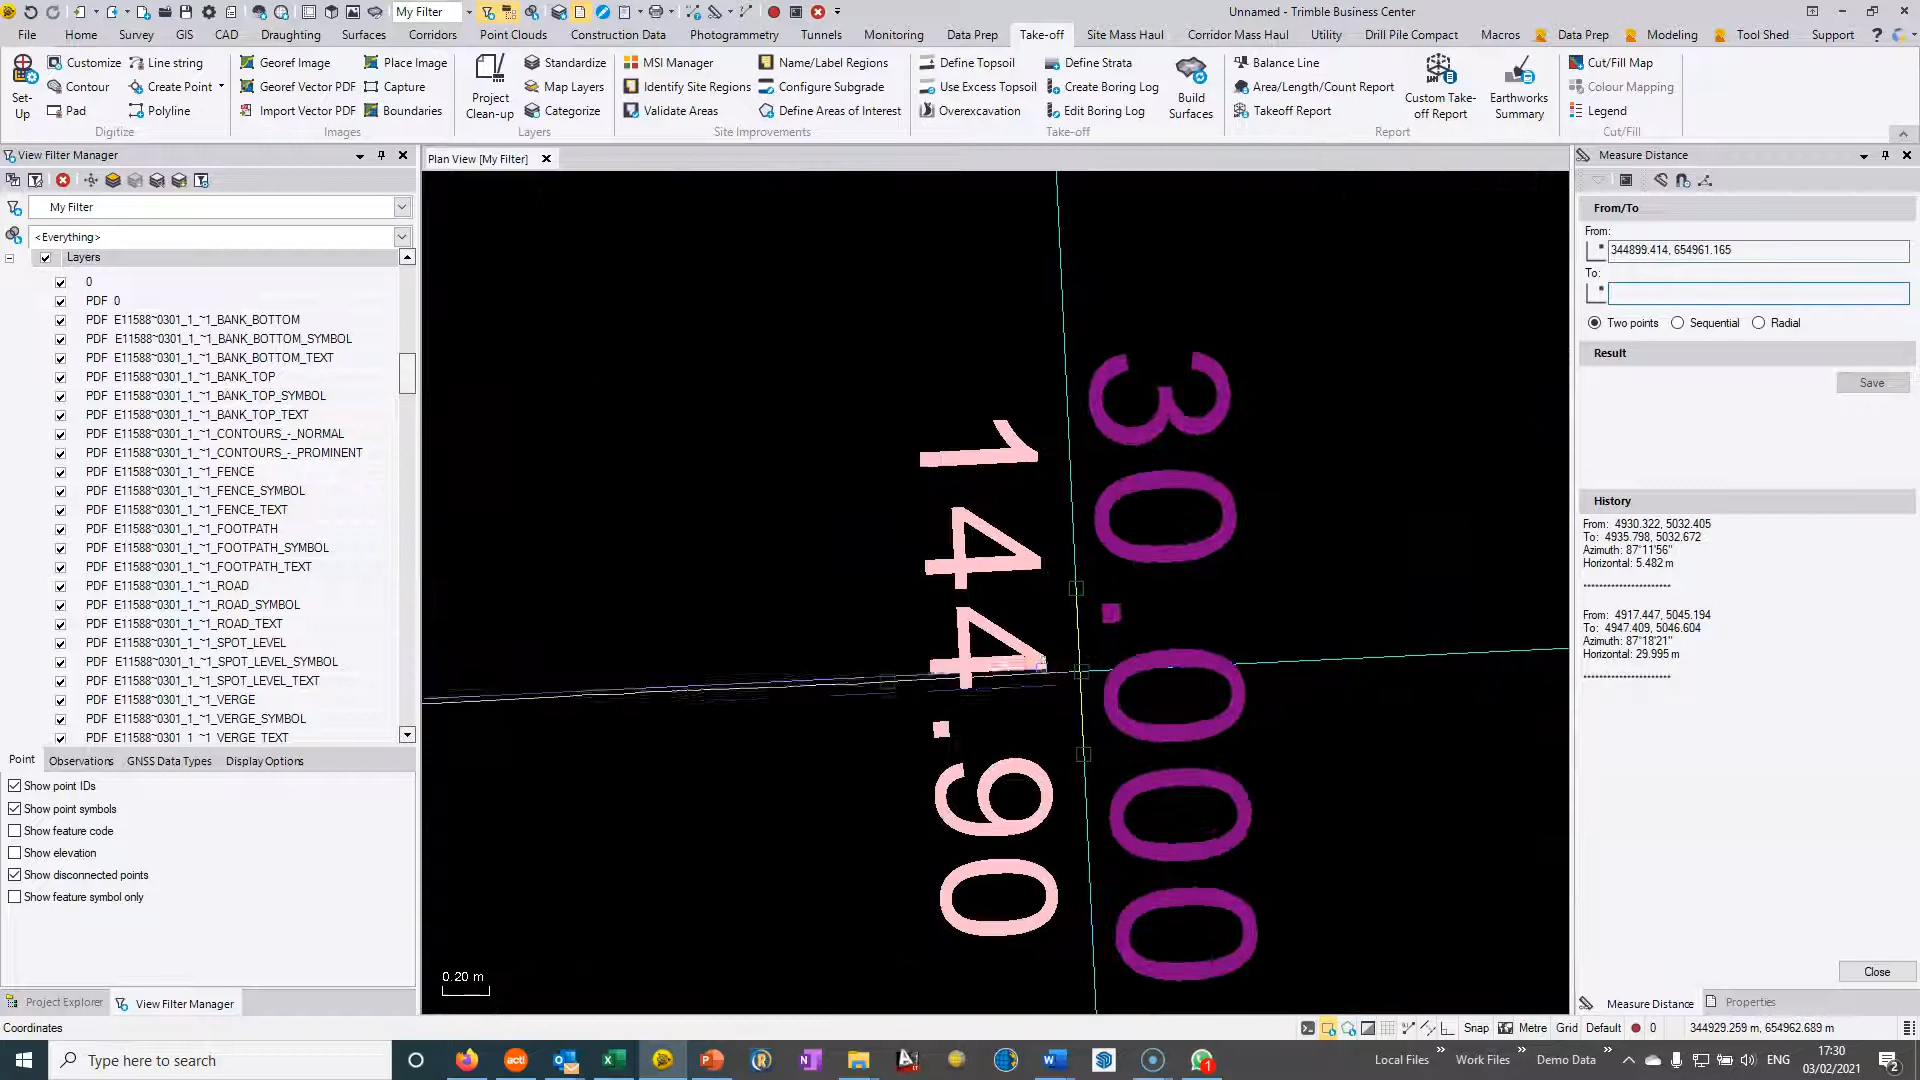 My Filter
Unnamed - Trimble Business Center
File Home Survey GIS CAD Draughting Surfaces Corridors Point Clouds Construction Data Photogrammetry Tunnels Monitoring Data Prep Take-off Site Mass Haul Corridor Mass Haul Utility Drill Pile Compact Macros Data Prep Modeling Tool Shed Support
Set-Up
Customize Line string
Contour Create Point
Pad Polyline
Digitize
Georef Image Place Image
Georef Vector PDF Capture
Import Vector PDF Boundaries
Images
Project Clean-up
Standardize
Map Layers
Categorize
Layers
MSI Manager Name/Label Regions
Identify Site Regions Configure Subgrade
Validate Areas Define Areas of Interest
Site Improvements
Define Topsoil Define Strata
Use Excess Topsoil Create Boring Log
Overexcavation Edit Boring Log
Build Surfaces
Take-off
Balance Line
Area/Length/Count Report
Takeoff Report
Custom Take-off Report
Earthworks Summary
Report
Cut/Fill Map
Colour Mapping
Legend
Cut/Fill
View Filter Manager
My Filter
<Everything>
Layers
0
PDF 0
PDF E11588~0301_1_~1_BANK_BOTTOM
PDF E11588~0301_1_~1_BANK_BOTTOM_SYMBOL
PDF E11588~0301_1_~1_BANK_BOTTOM_TEXT
PDF E11588~0301_1_~1_BANK_TOP
PDF E11588~0301_1_~1_BANK_TOP_SYMBOL
PDF E11588~0301_1_~1_BANK_TOP_TEXT
PDF E11588~0301_1_~1_CONTOURS_-_NORMAL
PDF E11588~0301_1_~1_CONTOURS_-_PROMINENT
PDF E11588~0301_1_~1_FENCE
PDF E11588~0301_1_~1_FENCE_SYMBOL
PDF E11588~0301_1_~1_FENCE_TEXT
PDF E11588~0301_1_~1_FOOTPATH
PDF E11588~0301_1_~1_FOOTPATH_SYMBOL
PDF E11588~0301_1_~1_FOOTPATH_TEXT
PDF E11588~0301_1_~1_ROAD
PDF E11588~0301_1_~1_ROAD_SYMBOL
PDF E11588~0301_1_~1_ROAD_TEXT
PDF E11588~0301_1_~1_SPOT_LEVEL
PDF E11588~0301_1_~1_SPOT_LEVEL_SYMBOL
PDF E11588~0301_1_~1_SPOT_LEVEL_TEXT
PDF E11588~0301_1_~1_VERGE
PDF E11588~0301_1_~1_VERGE_SYMBOL
PDF E11588~0301_1_~1_VERGE_TEXT
Point Observations GNSS Data Types Display Options
Show point IDs
Show point symbols
Show feature code
Show elevation
Show disconnected points
Show feature symbol only
Project Explorer View Filter Manager
Coordinates
Plan View [My Filter]
144.90
30.000
0.20 m
Measure Distance
From/To
From:
344899.414, 654961.165
To:
Two points Sequential Radial
Result
Save
History
From: 4930.322, 5032.405
To: 4935.798, 5032.672
Azimuth: 87°11'56"
Horizontal: 5.482 m
**********************
From: 4917.447, 5045.194
To: 4947.409, 5046.604
Azimuth: 87°18'21"
Horizontal: 29.995 m
**********************
Close
Measure Distance Properties
Snap Metre Grid Default 0 344929.259 m, 654962.689 m
Type here to search
act!
Local Files Work Files Demo Data
ENG
17:30
03/02/2021
1
2